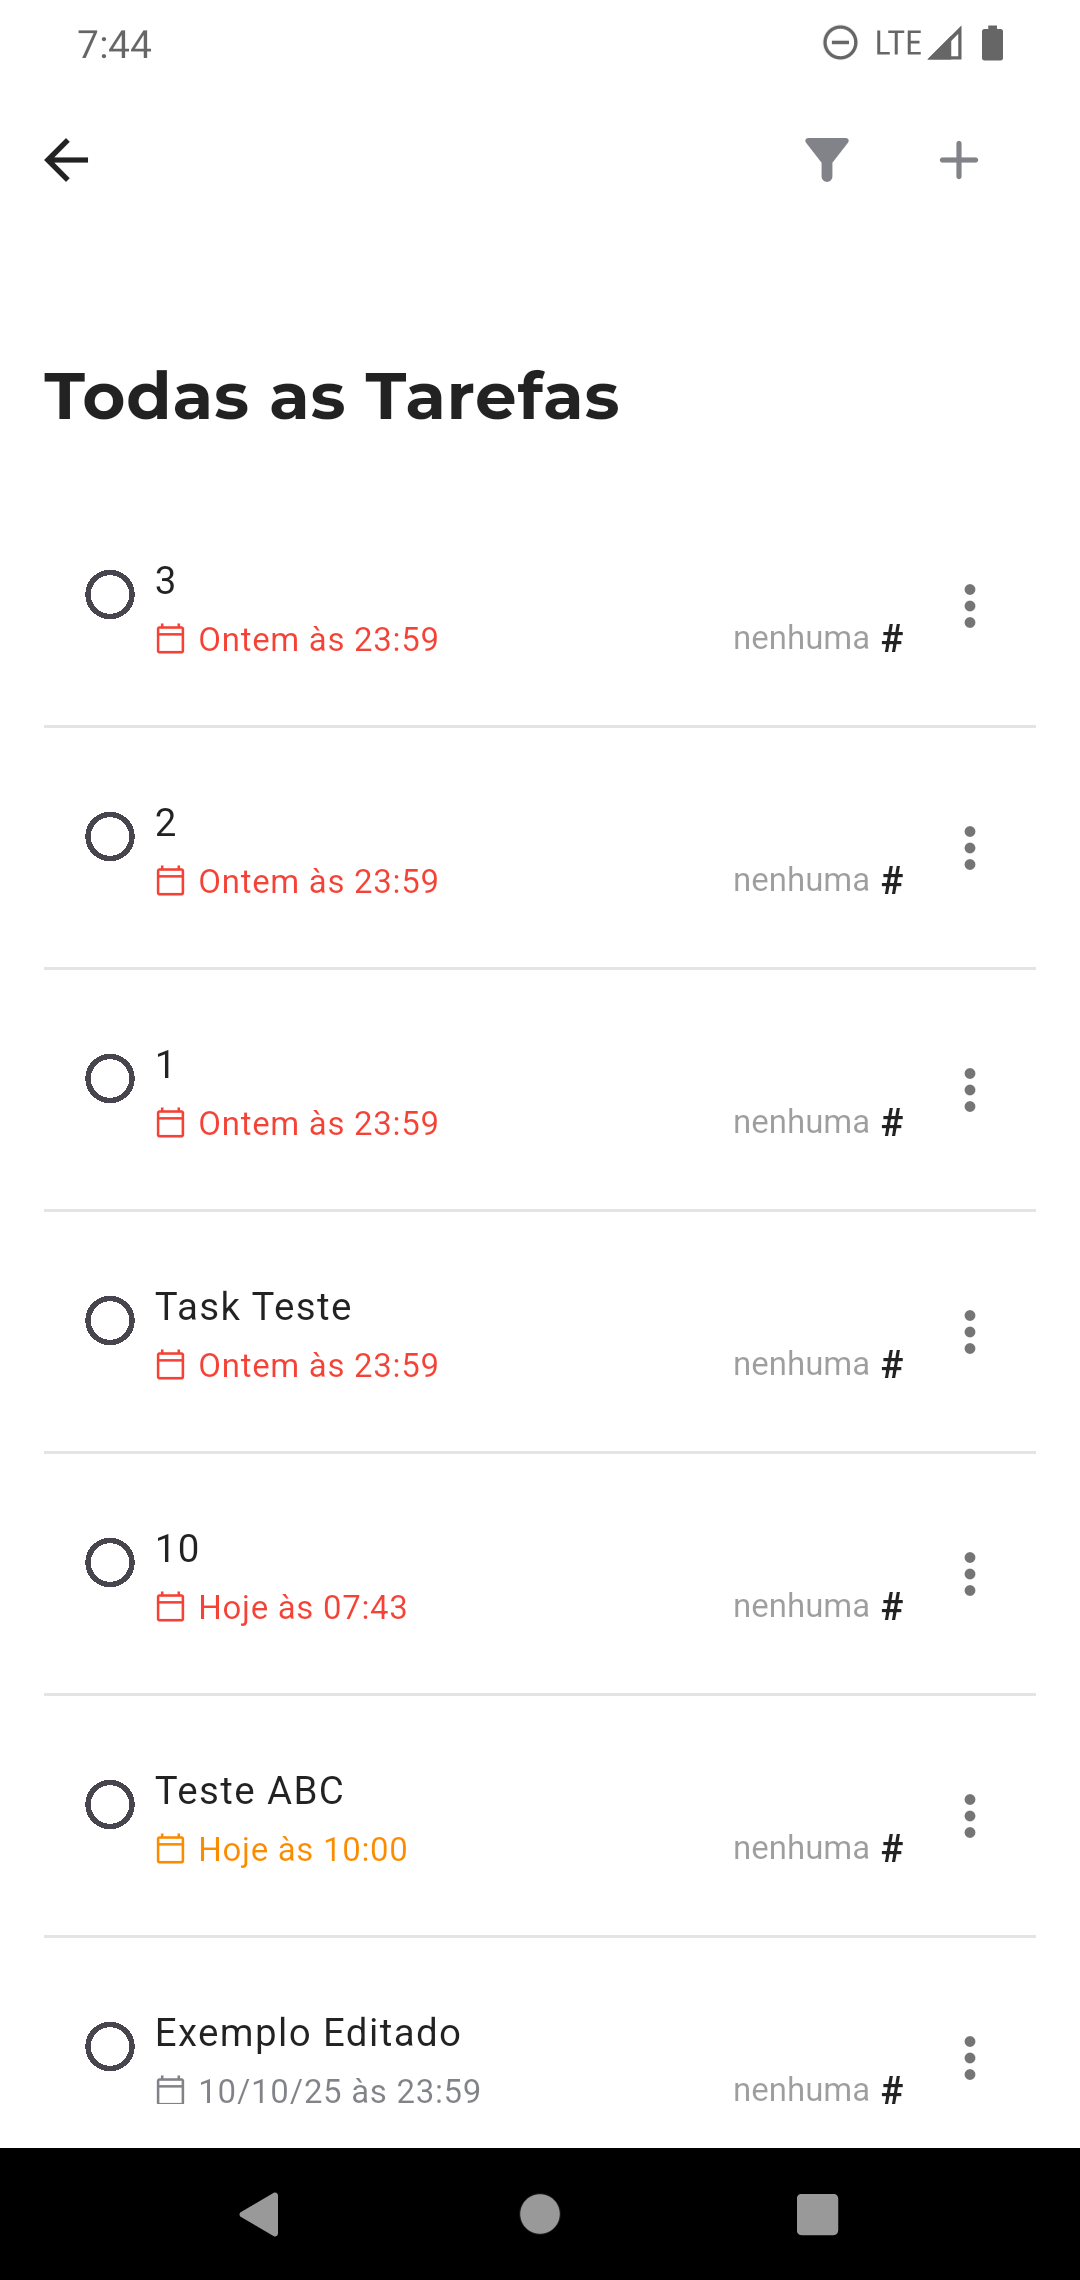 7:44 LTE
Todas as Tarefas
3
Ontem às 23:59 nenhuma #
2
Ontem às 23:59 nenhuma #
1
Ontem às 23:59 nenhuma #
Task Teste
Ontem às 23:59 nenhuma #
10
Hoje às 07:43 nenhuma #
Teste ABC
Hoje às 10:00 nenhuma #
Exemplo Editado
10/10/25 às 23:59 nenhuma #